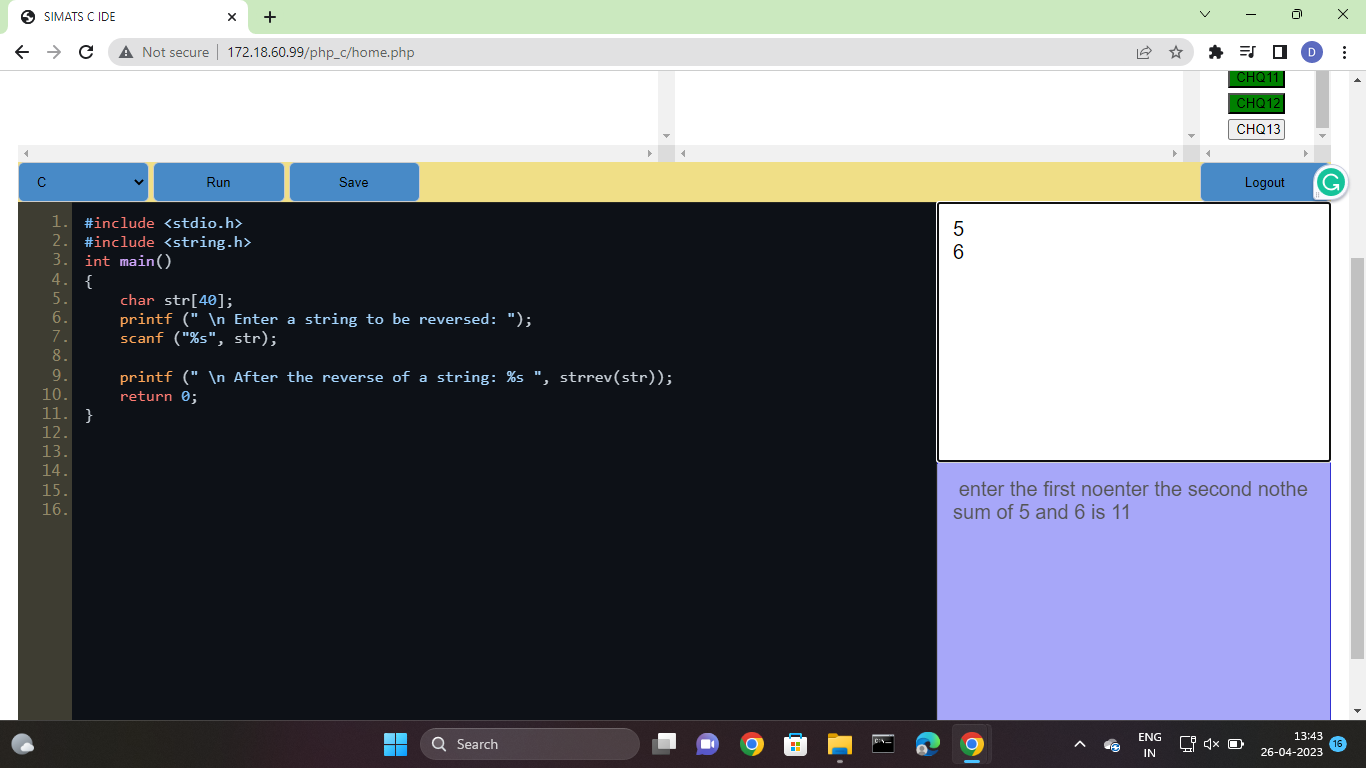 SIMATS C IDE
Not secure
172.18.60.99/php_c/home.php
D
CHQ11
CHQ12
CHQ13
C
Run
Save
Logout
1. #include <stdio.h>
2. #include <string.h>
3. int main()
4. {
5. char str[40];
6. printf (" \n Enter a string to be reversed: ");
7. scanf ("%s", str);
8.
9. printf (" \n After the reverse of a string: %s ", strrev(str));
10. return 0;
11. }
12.
13.
14.
15.
16.
5
6
enter the first noenter the second nothe
sum of 5 and 6 is 11
Search
ENG
IN
13:43
26-04-2023
16